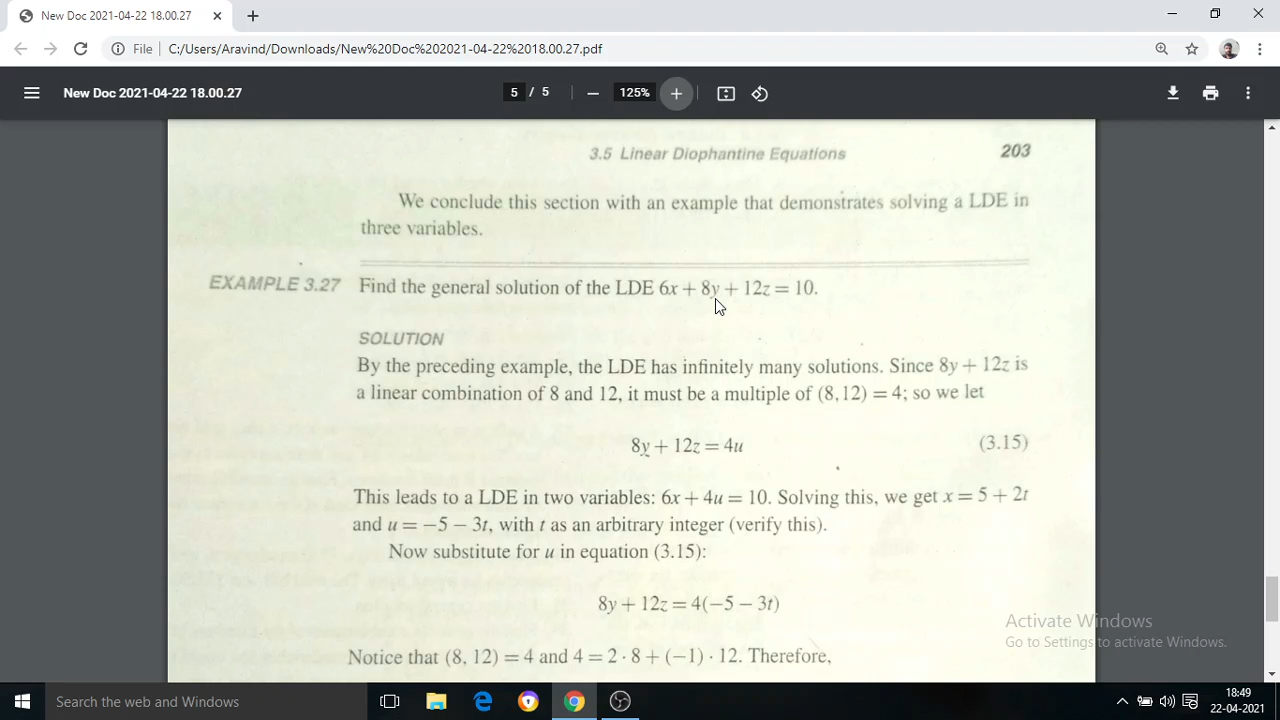 New Doc 2021-04-22 18.00.27
File C:/Users/Aravind/Downloads/New%20Doc%202021-04-22%2018.00.27.pdf
New Doc 2021-04-22 18.00.27 5 / 5 125%
3.5 Linear Diophantine Equations 203
We conclude this section with an example that demonstrates solving a LDE in
three variables.
EXAMPLE 3.27 Find the general solution of the LDE 6x + 8y + 12z = 10.
SOLUTION
By the preceding example, the LDE has infinitely many solutions. Since 8y + 12z is
a linear combination of 8 and 12, it must be a multiple of (8, 12) = 4; so we let
8y + 12z = 4u (3.15)
This leads to a LDE in two variables: 6x + 4u = 10. Solving this, we get x = 5 + 2t
and u = −5 − 3t, with t as an arbitrary integer (verify this).
Now substitute for u in equation (3.15):
8y + 12z = 4(−5 − 3t)
Notice that (8, 12) = 4 and 4 = 2 · 8 + (−1) · 12. Therefore,
Activate Windows
Go to Settings to activate Windows.
Search the web and Windows
18:49
22-04-2021